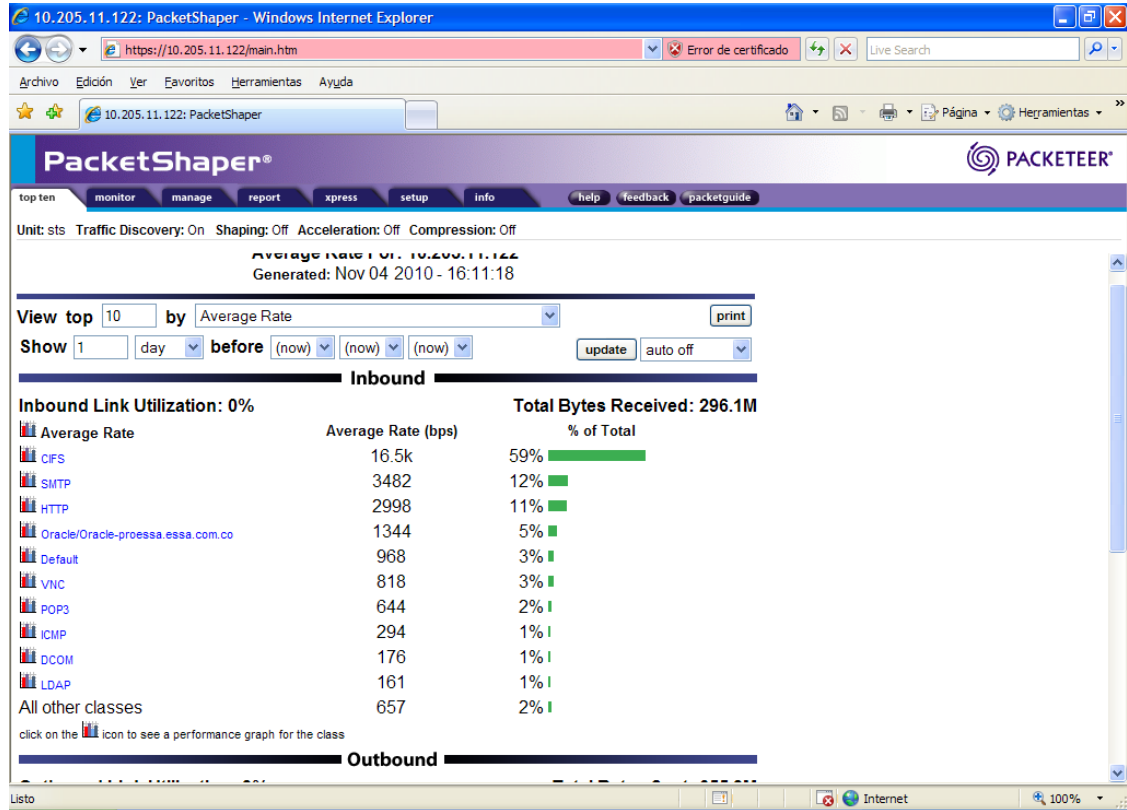 10.205.11.122: PacketShaper - Windows Internet Explorer
https://10.205.11.122/main.htm
Error de certificado
Live Search
Archivo Edición Ver Favoritos Herramientas Ayuda
10.205.11.122: PacketShaper
Página
Herramientas
PacketShaper®
PACKETEER®
top ten monitor manage report xpress setup info help feedback packetguide
Unit: sts Traffic Discovery: On Shaping: Off Acceleration: Off Compression: Off
Average Rate For: 10.205.11.122
Generated: Nov 04 2010 - 16:11:18
View top 10 by Average Rate print
Show 1 day before (now) (now) (now) update auto off
Inbound
Inbound Link Utilization: 0% Total Bytes Received: 296.1M
Average Rate Average Rate (bps) % of Total
CIFS 16.5k 59%
SMTP 3482 12%
HTTP 2998 11%
Oracle/Oracle-proessa.essa.com.co 1344 5%
Default 968 3%
VNC 818 3%
POP3 644 2%
ICMP 294 1%
DCOM 176 1%
LDAP 161 1%
All other classes 657 2%
click on the icon to see a performance graph for the class
Outbound
Listo
Internet
100%